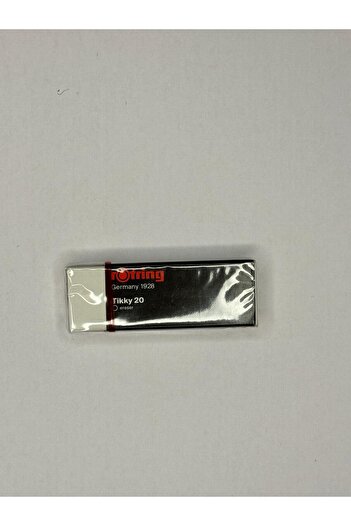 rotring
Germany 1928
Tikky 20
eraser